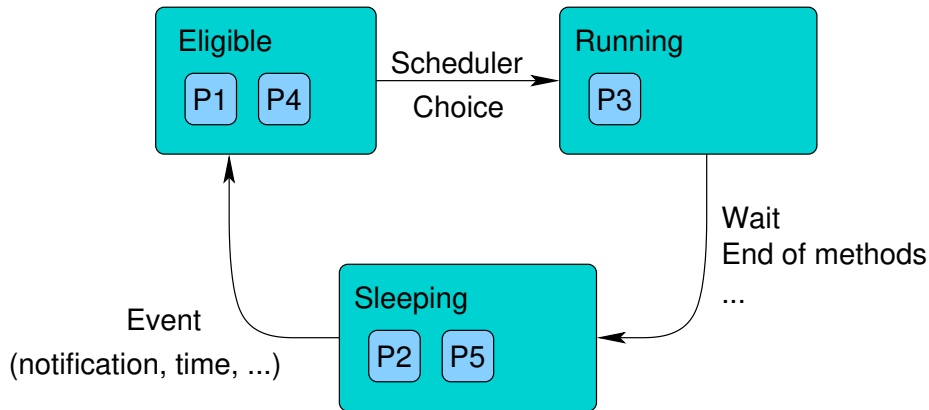 Eligible
P1 P4
Scheduler
Choice
Running
P3
Wait
End of methods
...
Sleeping
P2 P5
Event
(notification, time, ...)